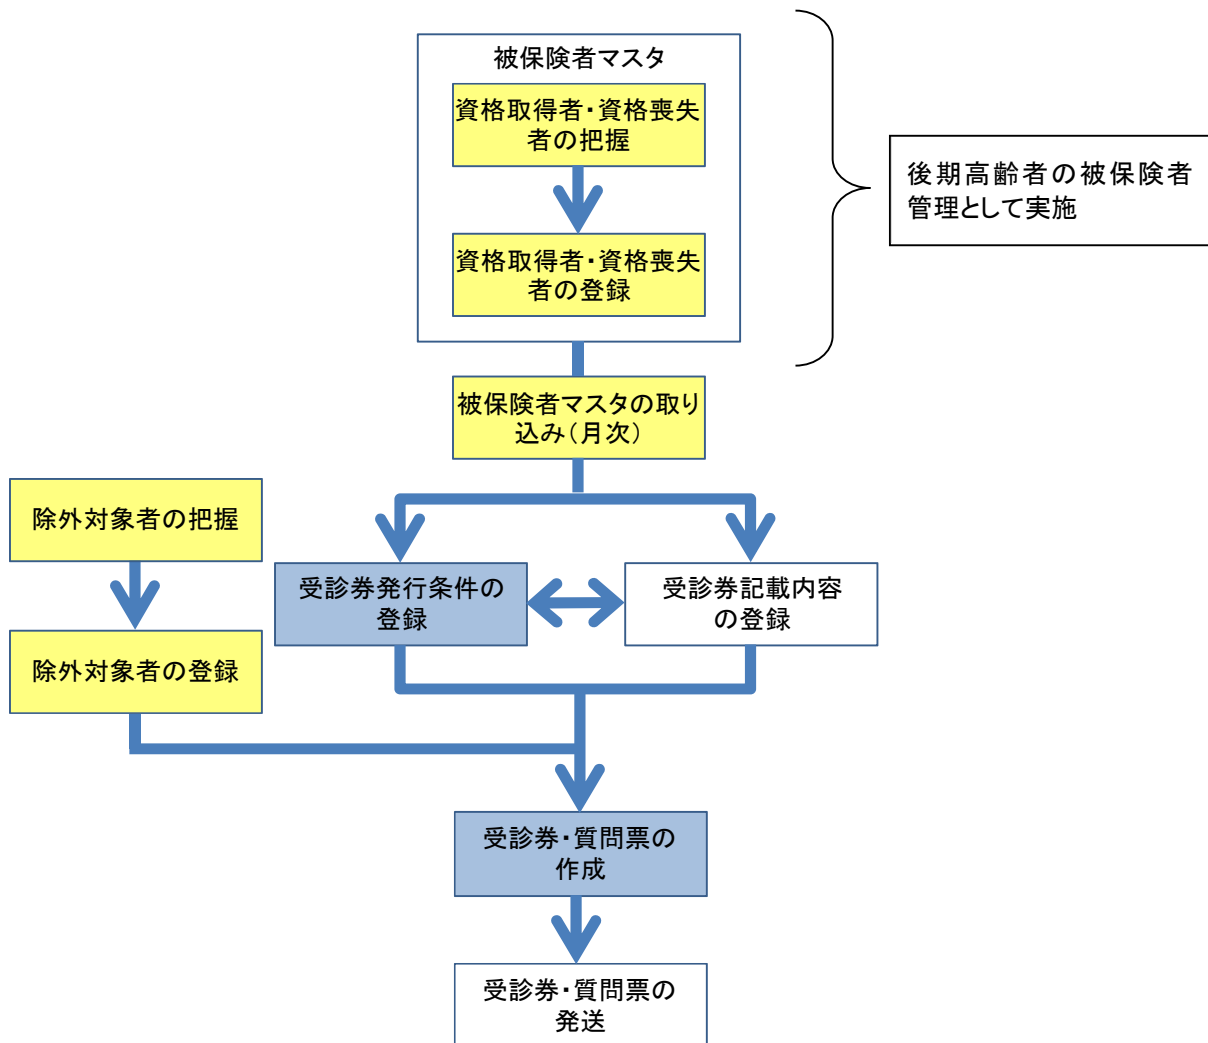 被保険者マスタ
資格取得者・資格喪失
者の把握
後期高齢者の被保険者
管理として実施
資格取得者・資格喪失
者の登録
被保険者マスタの取り
込み（月次）
除外対象者の把握
受診券発行条件の
登録
受診券記載内容
の登録
除外対象者の登録
受診券・質問票の
作成
受診券・質問票の
発送